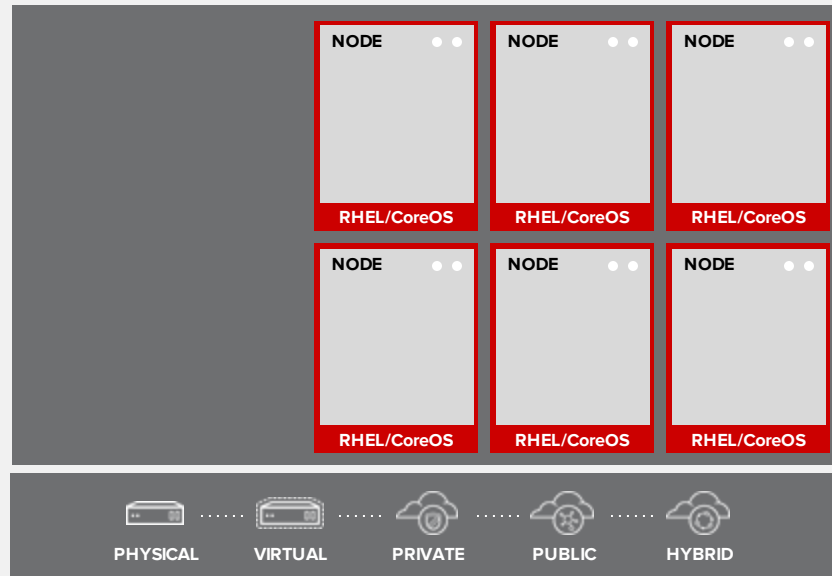 NODE NODE NODE
RHEL/CoreOS RHEL/CoreOS RHEL/CoreOS
NODE NODE NODE
RHEL/CoreOS RHEL/CoreOS RHEL/CoreOS
PHYSICAL VIRTUAL PRIVATE PUBLIC HYBRID